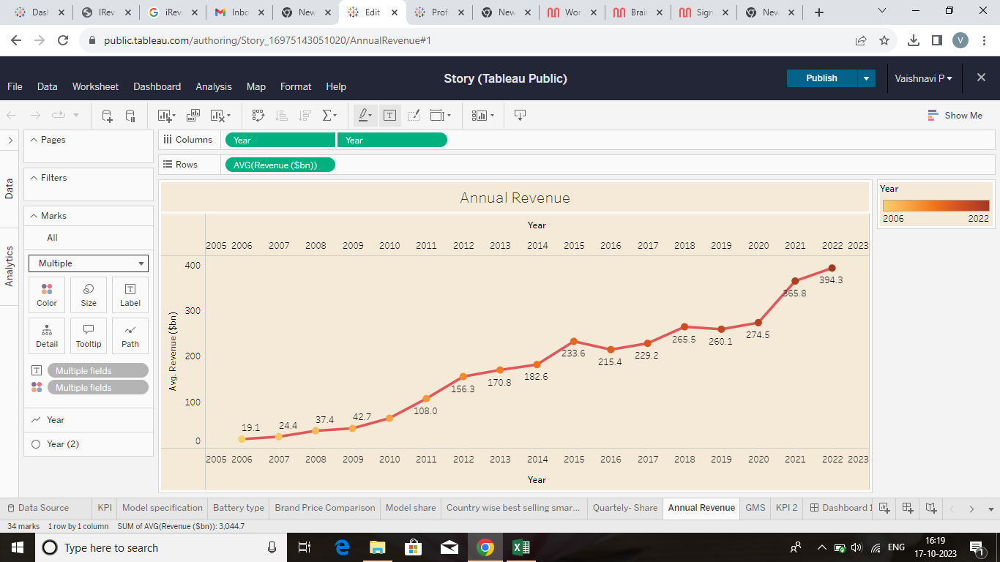 Dash
IRev
iRev
Inbo
New
Edit
Profi
New
Wor
Brai
Sign
New
public.tableau.com/authoring/Story_16975143051020/AnnualRevenue#1
V
Story (Tableau Public)
Publish
Vaishnavi P
File Data Worksheet Dashboard Analysis Map Format Help
Show Me
Pages
Columns
Year Year
Rows
AVG(Revenue ($bn))
Filters
Data
Analytics
Marks
All
Multiple
Color Size Label
Detail Tooltip Path
Multiple fields
Multiple fields
Year
Year (2)
Annual Revenue
Year
2005 2006 2007 2008 2009 2010 2011 2012 2013 2014 2015 2016 2017 2018 2019 2020 2021 2022 2023
Avg. Revenue ($bn)
400
300
200
100
0
19.1
24.4
37.4
42.7
108.0
156.3
170.8
182.6
233.6
215.4
229.2
265.5
260.1
274.5
365.8
394.3
2005 2006 2007 2008 2009 2010 2011 2012 2013 2014 2015 2016 2017 2018 2019 2020 2021 2022 2023
Year
Year
2006 2022
Data Source KPI Model specification Battery type Brand Price Comparison Model share Country wise best selling smar... Quartely- Share Annual Revenue GMS KPI 2 Dashboard 1
34 marks 1 row by 1 column SUM of AVG(Revenue ($bn)): 3,044.7
Type here to search
ENG
16:19
17-10-2023
1